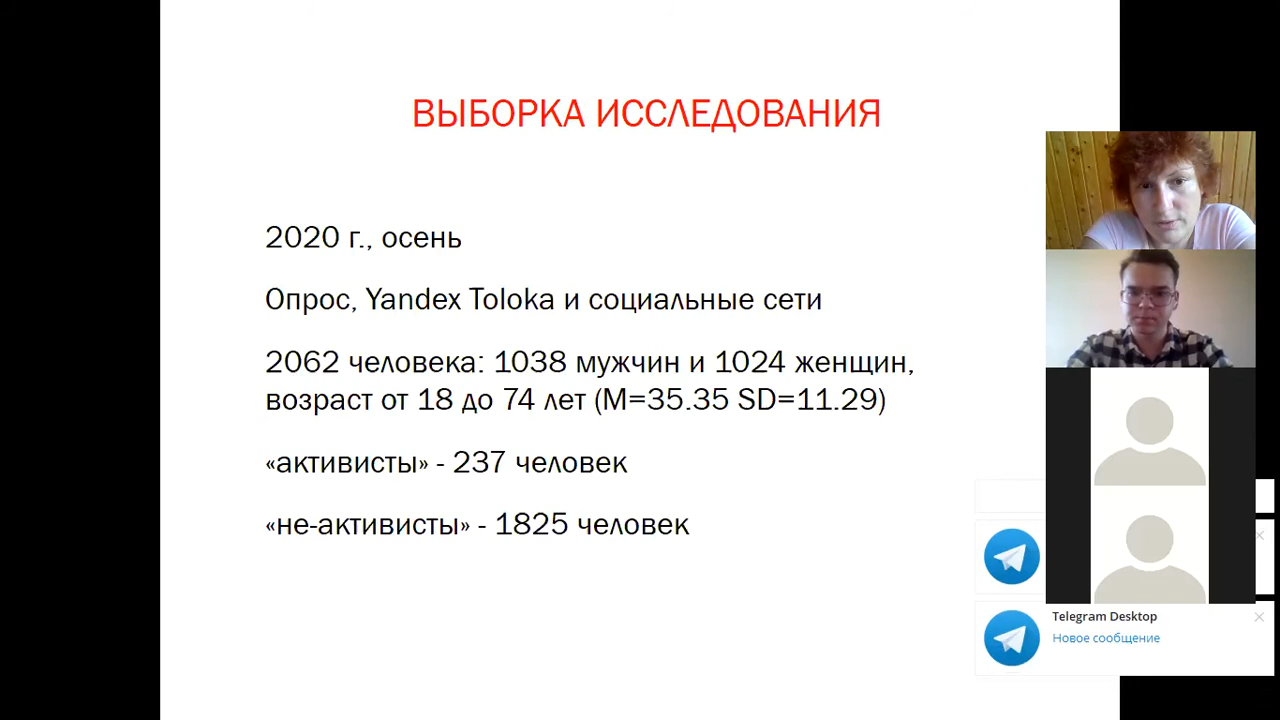 ВЫБОРКА ИССЛЕДОВАНИЯ
2020 г., осень
Опрос, Yandex Toloka и социальные сети
2062 человека: 1038 мужчин и 1024 женщин,
возраст от 18 до 74 лет (M=35.35 SD=11.29)
«активисты» - 237 человек
«не-активисты» - 1825 человек
Telegram Desktop
Новое сообщение